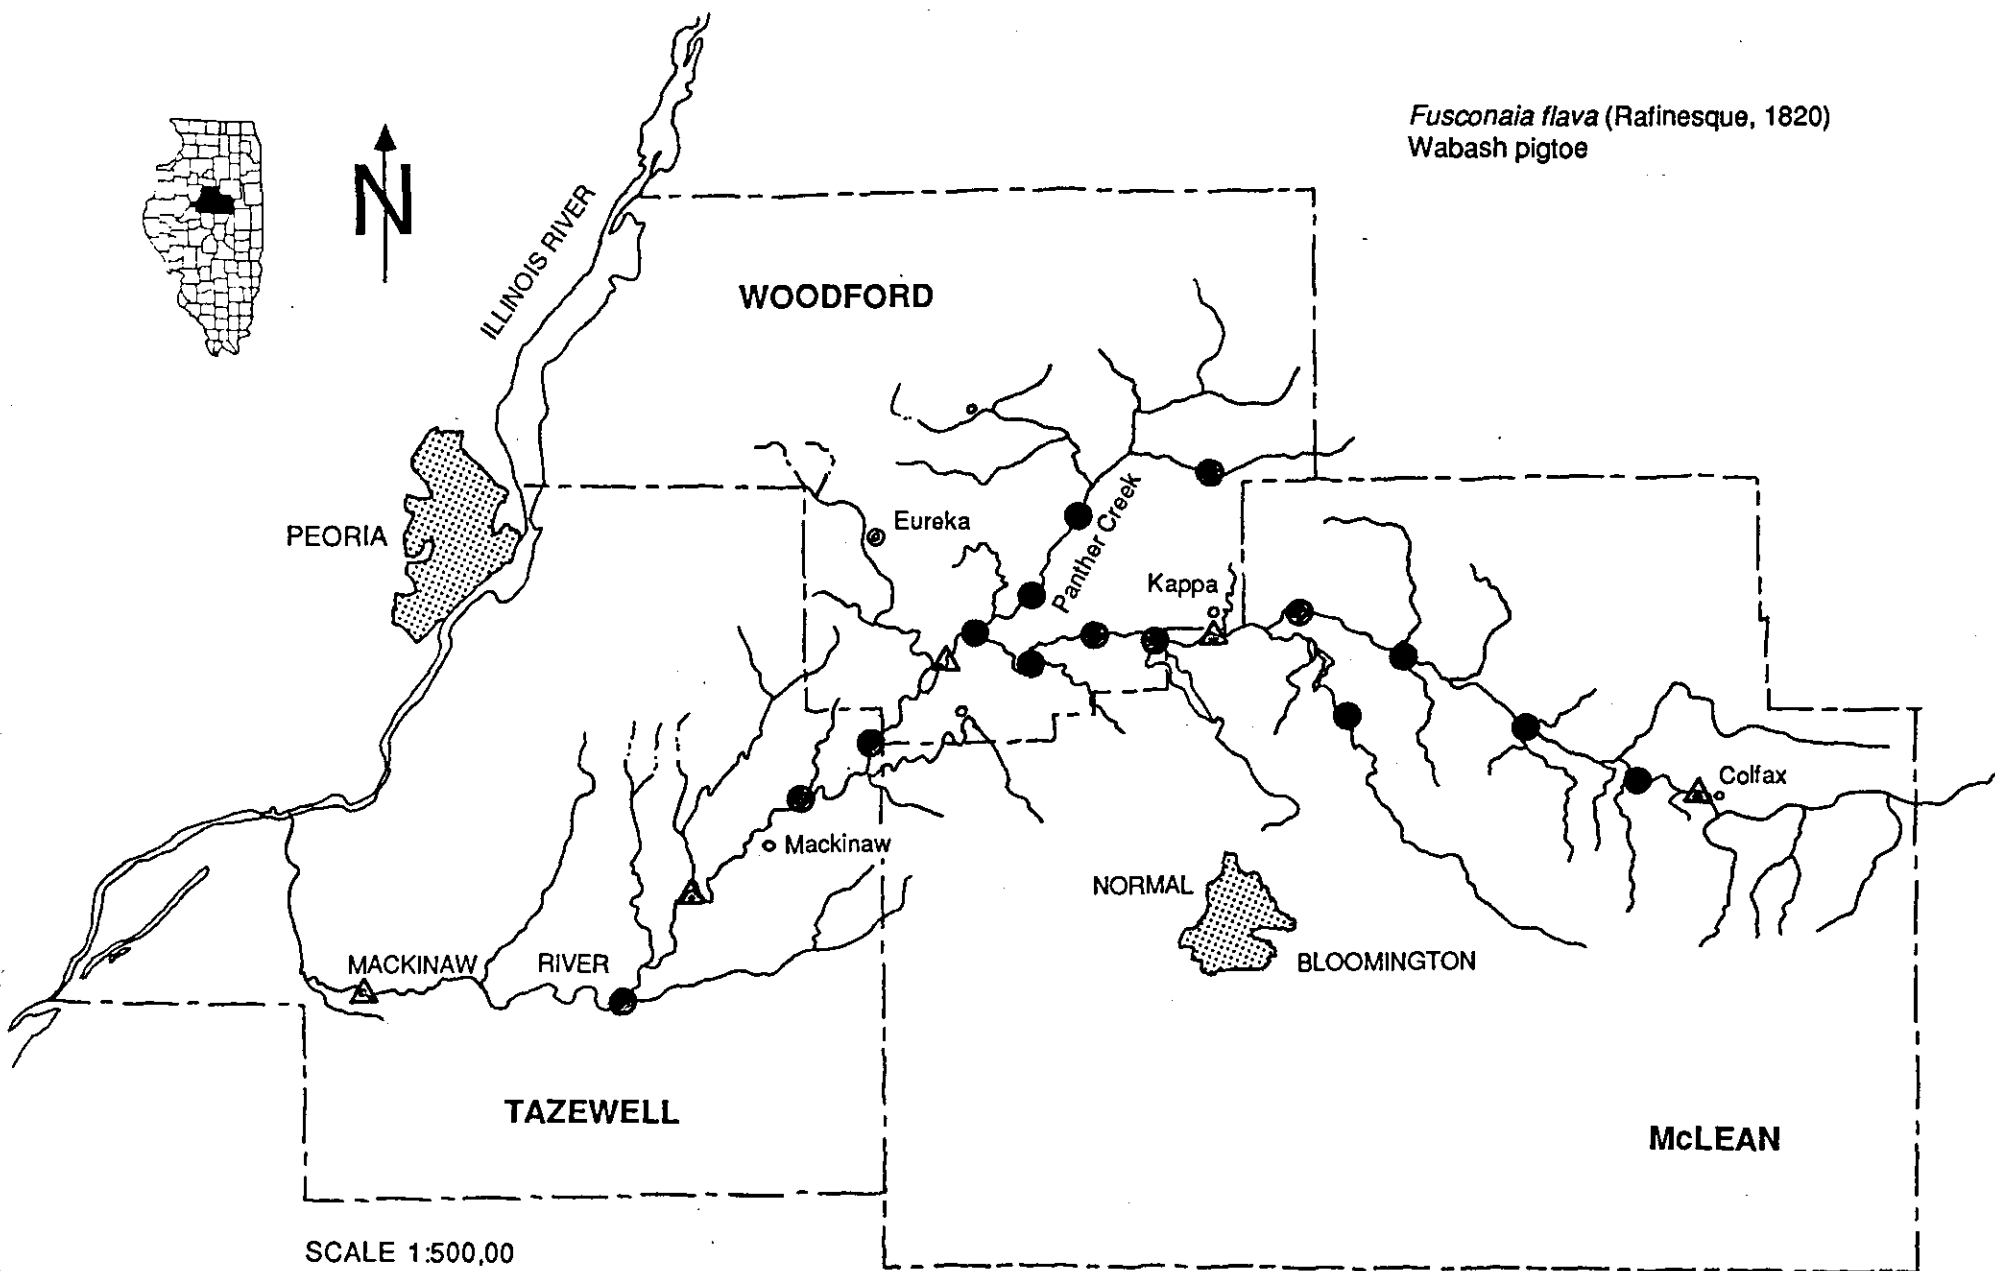 Fusconaia flava (Rafinesque, 1820)
Wabash pigtoe
N
ILLINOIS RIVER
WOODFORD
PEORIA
Eureka
Panther Creek
Kappa
Colfax
Mackinaw
NORMAL
BLOOMINGTON
MACKINAW RIVER
TAZEWELL
McLEAN
SCALE 1:500,00